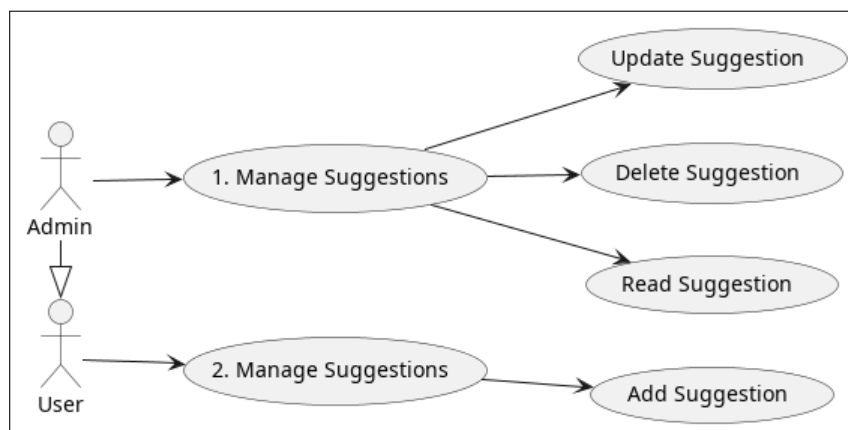 Update Suggestion
1. Manage Suggestions
Delete Suggestion
Admin
Read Suggestion
2. Manage Suggestions
Add Suggestion
User